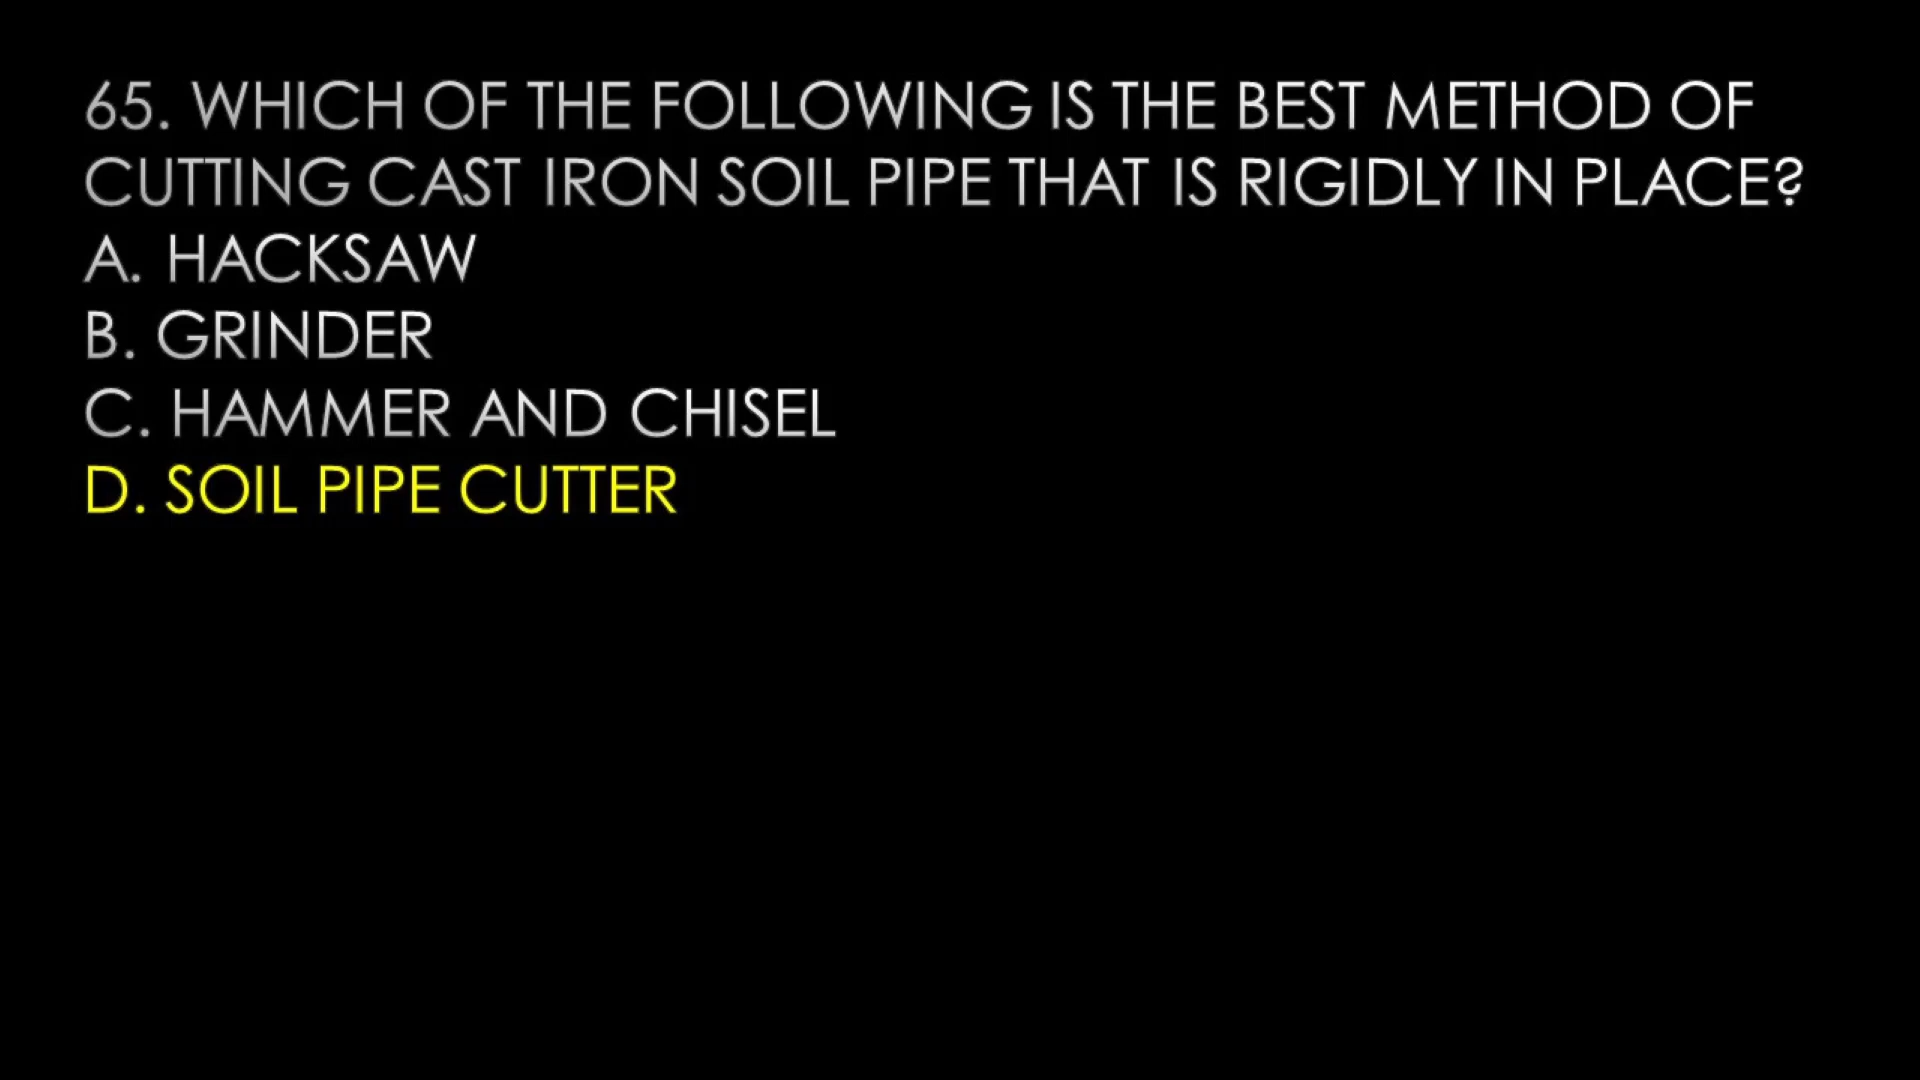 65. WHICH OF THE FOLLOWING IS THE BEST METHOD OF
CUTTING CAST IRON SOIL PIPE THAT IS RIGIDLY IN PLACE?
A. HACKSAW
B. GRINDER
C. HAMMER AND CHISEL
D. SOIL PIPE CUTTER